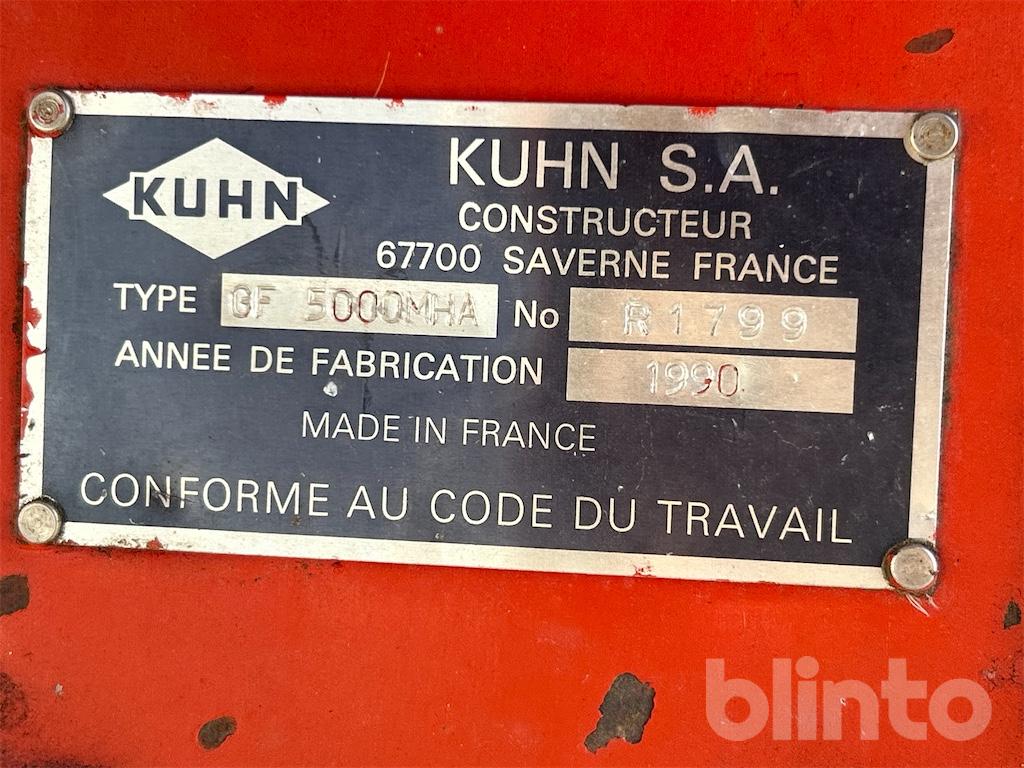 KUHN
KUHN S.A.
CONSTRUCTEUR
67700 SAVERNE FRANCE
TYPE GF 5000MHA No R1799
ANNEE DE FABRICATION 1990
MADE IN FRANCE
CONFORME AU CODE DU TRAVAIL
blinto